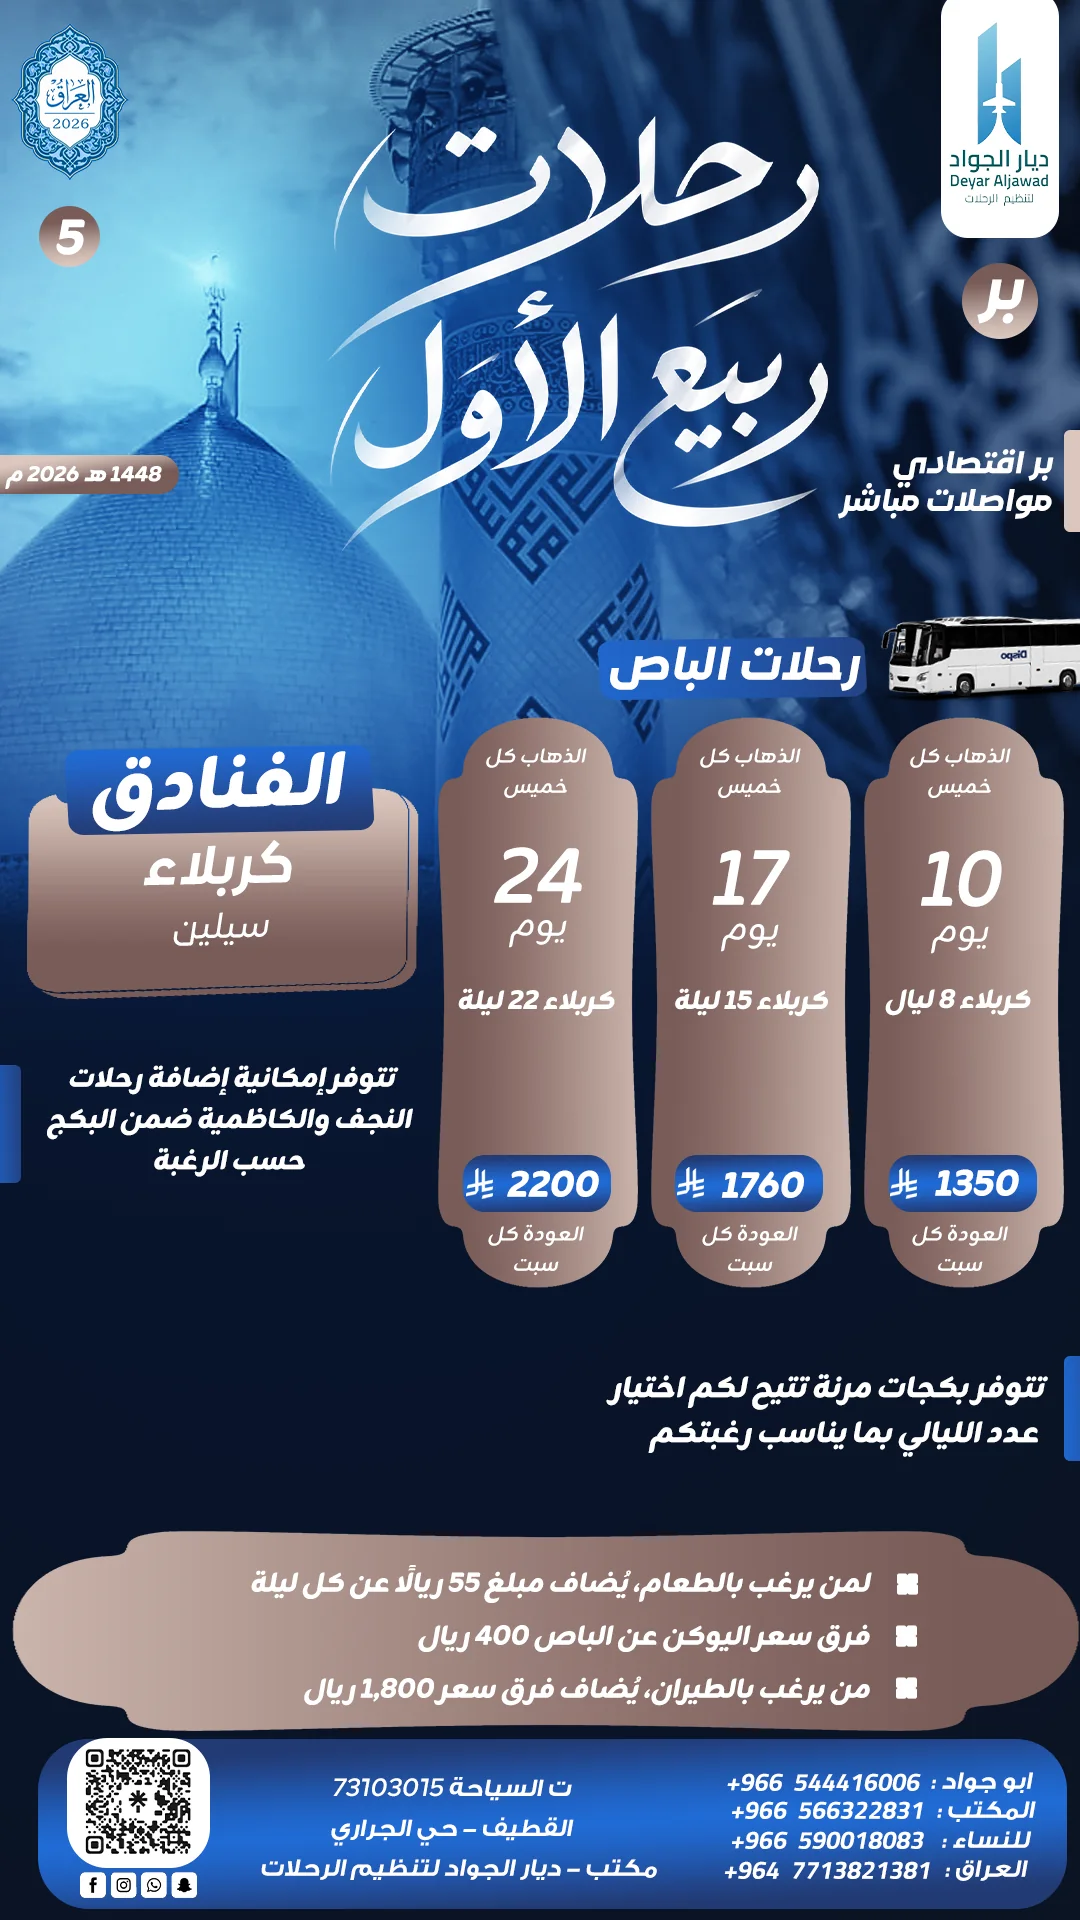 العراق
2026
ديار الجواد
Deyar Aljawad
لتنظيم الرحلات
5
بر
رحلات
ربيع الأول
1448 هـ 2026 م
بر اقتصادي
مواصلات مباشر
رحلات الباص
Dispo
الذهاب كل
خميس
10
يوم
كربلاء 8 ليال
1350
العودة كل
سبت
الذهاب كل
خميس
17
يوم
كربلاء 15 ليلة
1760
العودة كل
سبت
الذهاب كل
خميس
24
يوم
كربلاء 22 ليلة
2200
العودة كل
سبت
الفنادق
كربلاء
سيلين
تتوفر إمكانية إضافة رحلات
النجف والكاظمية ضمن البكج
حسب الرغبة
تتوفر بكجات مرنة تتيح لكم اختيار
عدد الليالي بما يناسب رغبتكم
لمن يرغب بالطعام، يُضاف مبلغ 55 ريالًا عن كل ليلة
فرق سعر اليوكن عن الباص 400 ريال
من يرغب بالطيران، يُضاف فرق سعر 1,800 ريال
ابو جواد : +966 544416006
المكتب : +966 566322831
للنساء : +966 590018083
العراق : +964 7713821381
ت السياحة 73103015
القطيف – حي الجراري
مكتب – ديار الجواد لتنظيم الرحلات